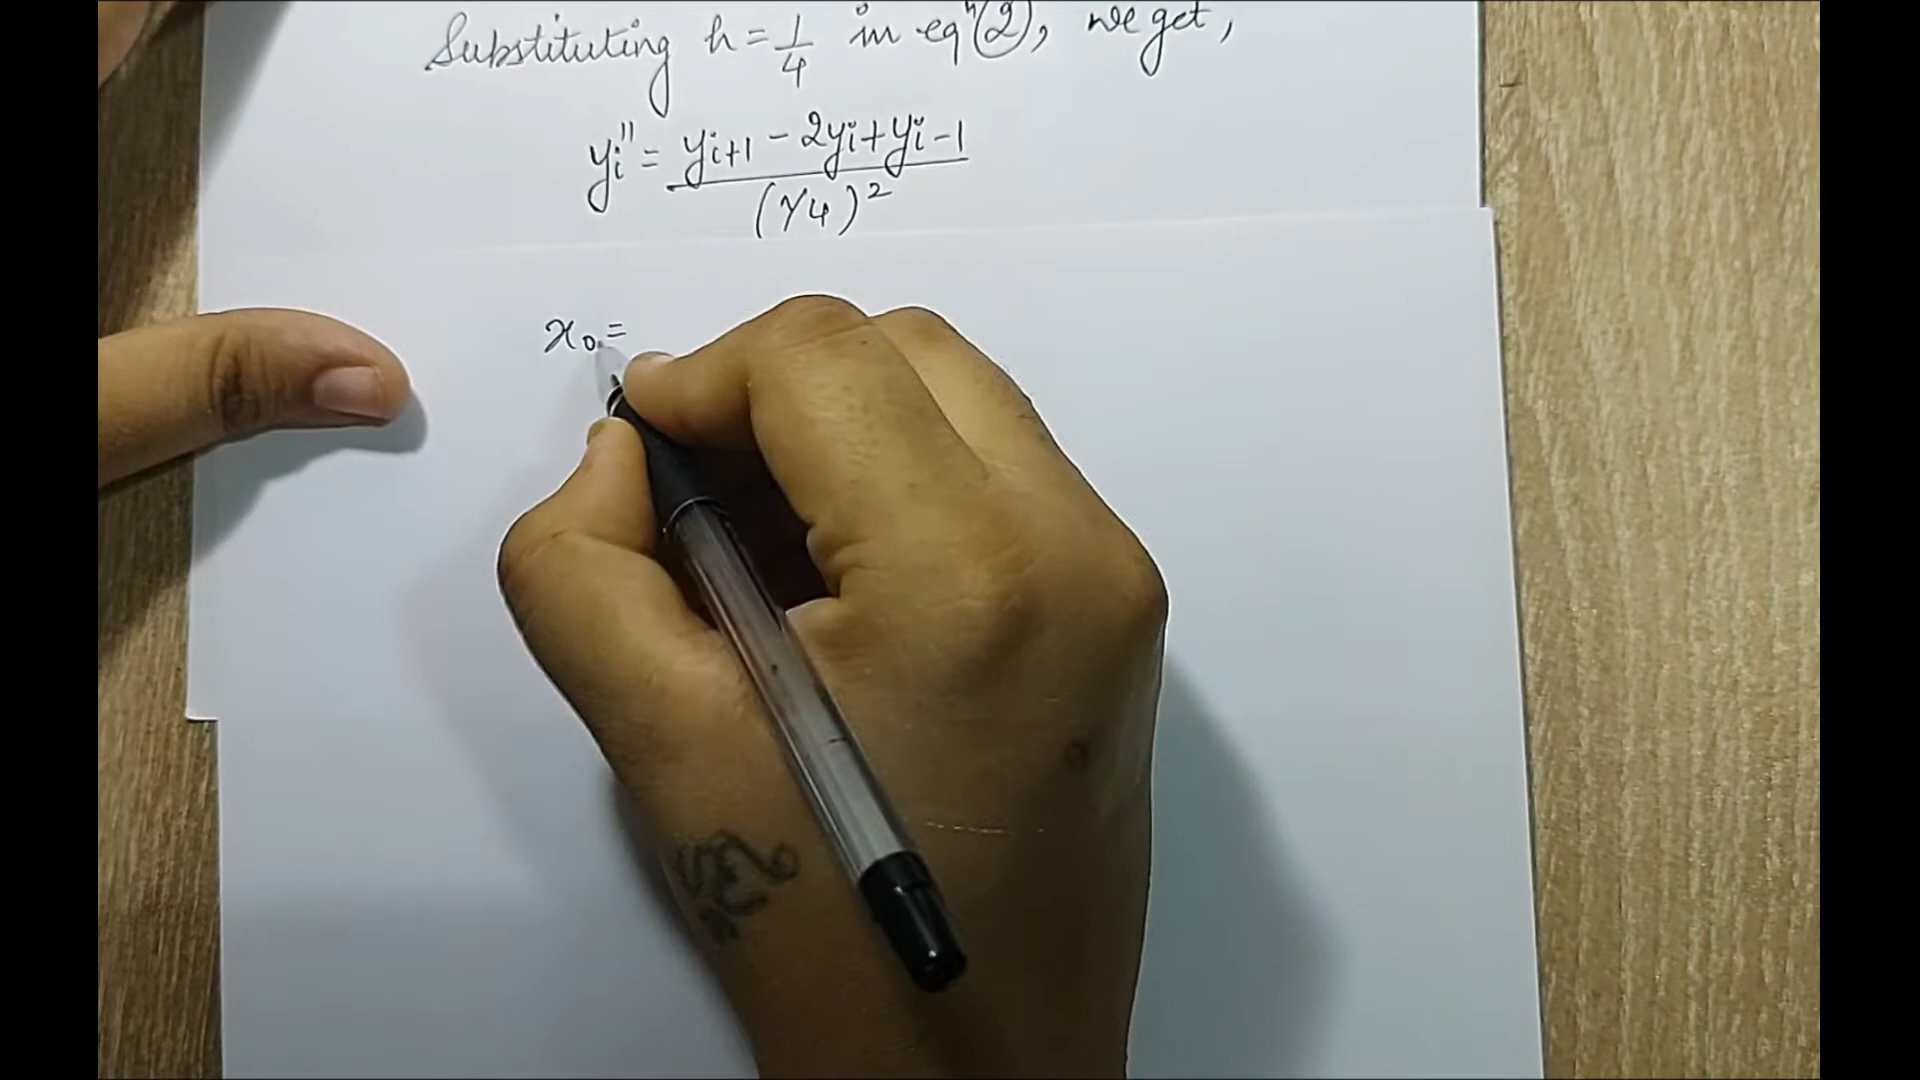 Substituting h = 1/4 in eqⁿ (2), we get,
yi'' = (yi+1 - 2yi + yi-1) / (1/4)²
x₀ =